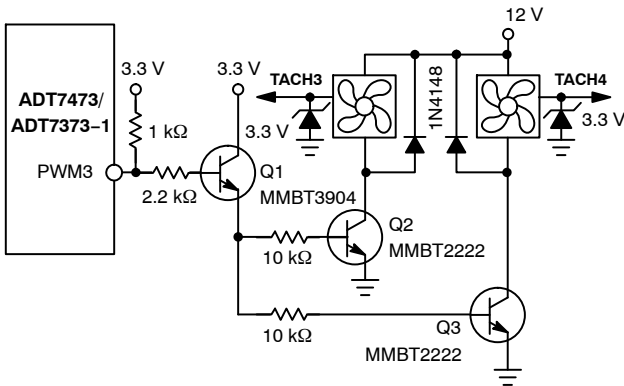 12 V
ADT7473/
ADT7373–1
3.3 V
3.3 V
TACH3
1N4148
TACH4
1 kΩ
3.3 V
3.3 V
PWM3
2.2 kΩ
Q1
MMBT3904
Q2
MMBT2222
10 kΩ
10 kΩ
Q3
MMBT2222